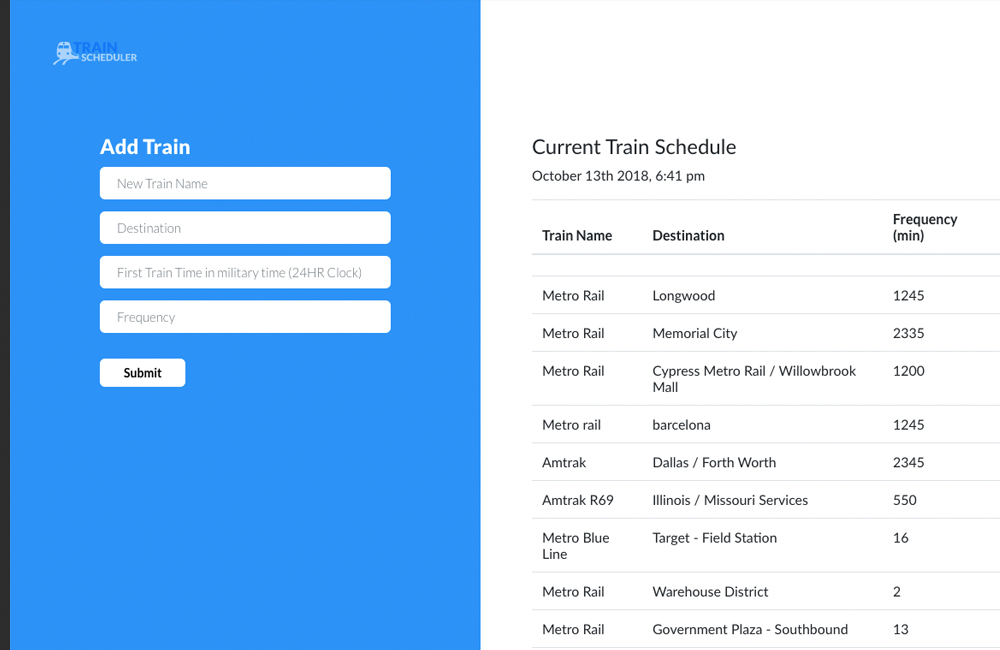 TRAIN
SCHEDULER
Add Train
New Train Name
Destination
First Train Time in military time (24HR Clock)
Frequency
Submit
Current Train Schedule
October 13th 2018, 6:41 pm
Train Name Destination Frequency (min)
Metro Rail Longwood 1245
Metro Rail Memorial City 2335
Metro Rail Cypress Metro Rail / Willowbrook 1200
Mall
Metro rail barcelona 1245
Amtrak Dallas / Forth Worth 2345
Amtrak R69 Illinois / Missouri Services 550
Metro Blue Target - Field Station 16
Line
Metro Rail Warehouse District 2
Metro Rail Government Plaza - Southbound 13